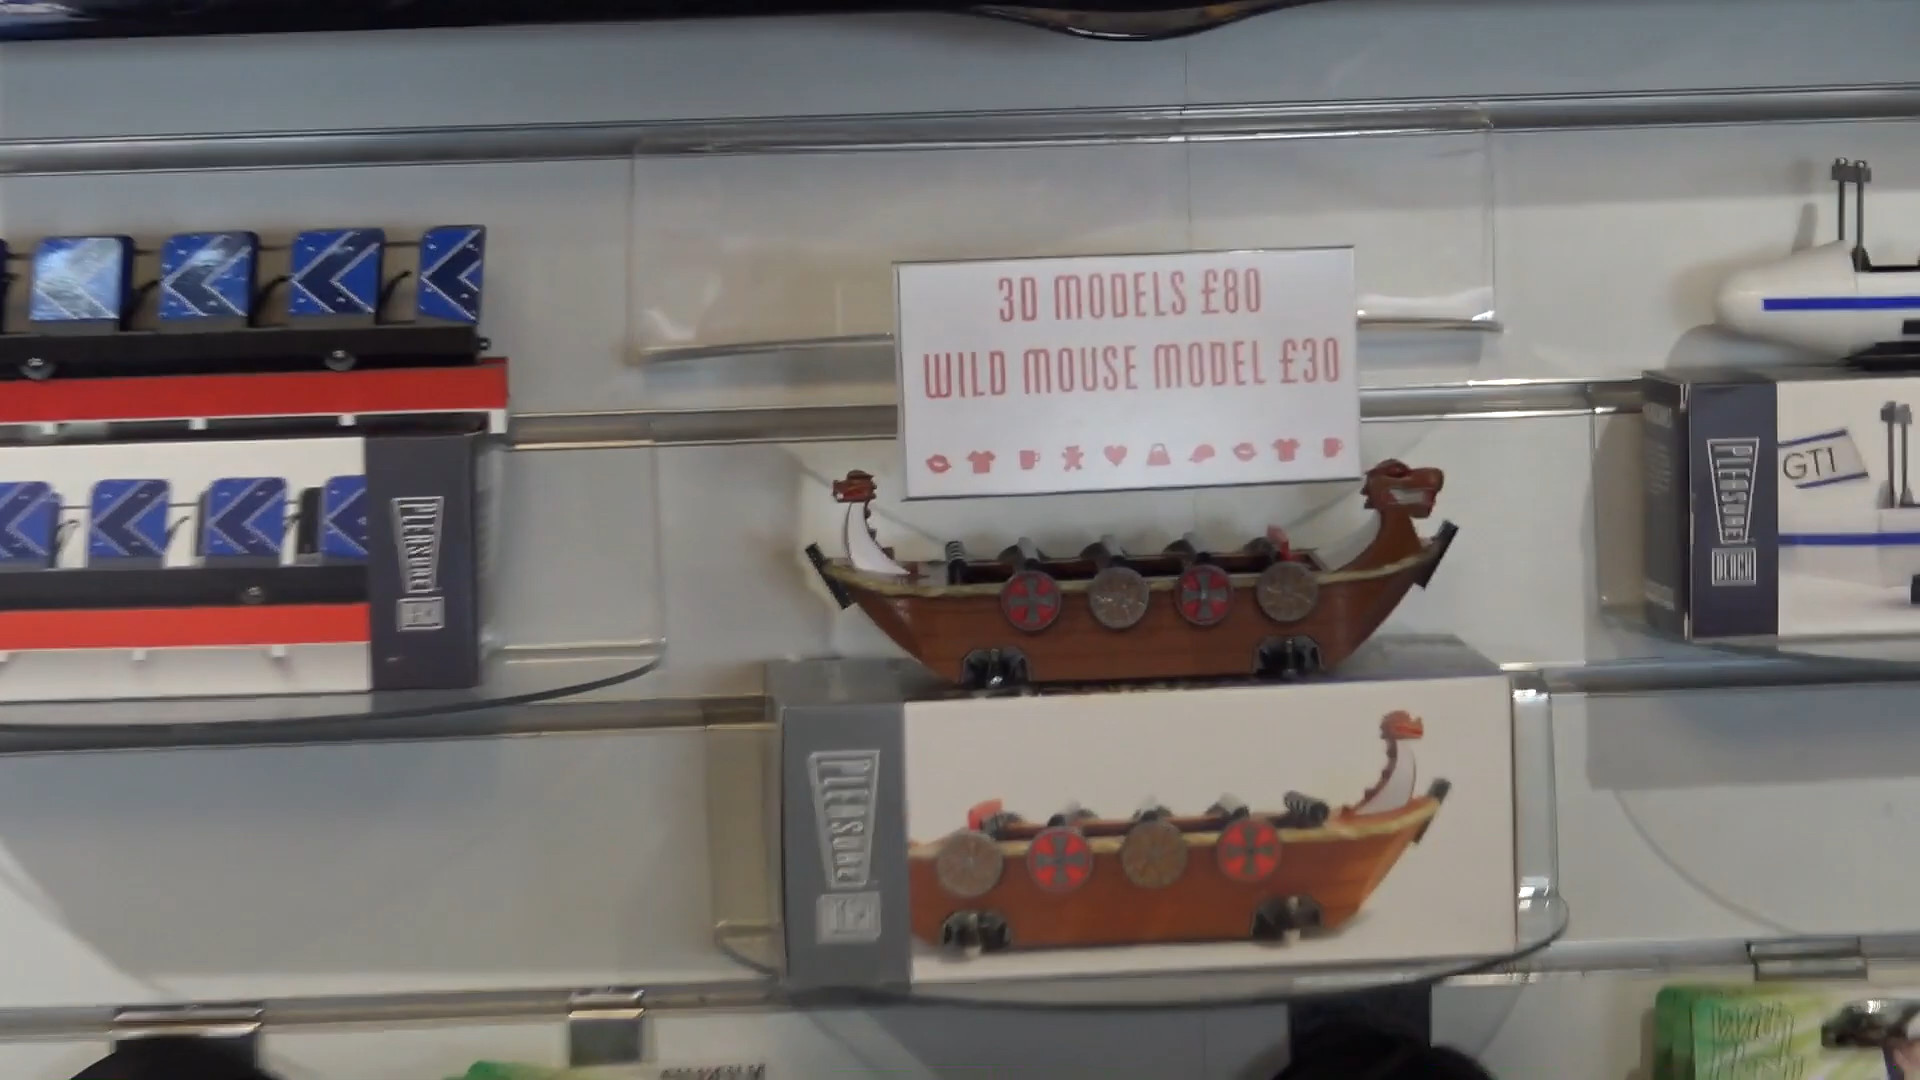 3D MODELS £80
WILD MOUSE MODEL £30
PLEASURE
PLEASURE
BEACH
GTI
PLEASURE